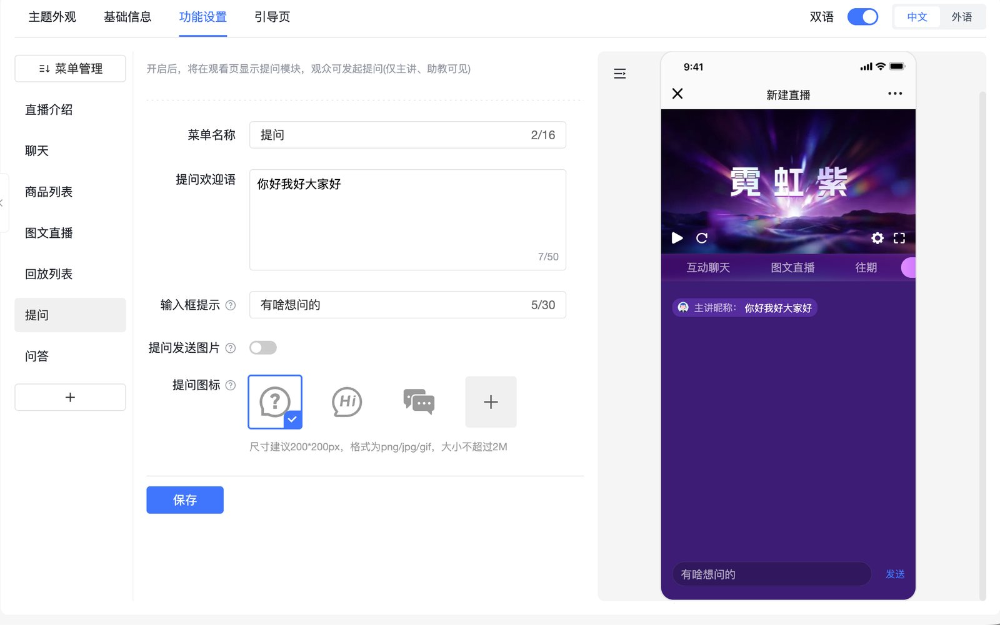 主题外观
基础信息
功能设置
引导页
双语
中文
外语
菜单管理
直播介绍
聊天
商品列表
图文直播
回放列表
提问
问答
+
开启后，将在观看页显示提问模块，观众可发起提问(仅主讲、助教可见)
菜单名称
提问
2/16
提问欢迎语
你好我好大家好
7/50
输入框提示
有啥想问的
5/30
提问发送图片
提问图标
Hi
尺寸建议200*200px，格式为png/jpg/gif，大小不超过2M
保存
9:41
新建直播
霓虹紫
互动聊天
图文直播
往期
主讲昵称：
你好我好大家好
有啥想问的
发送